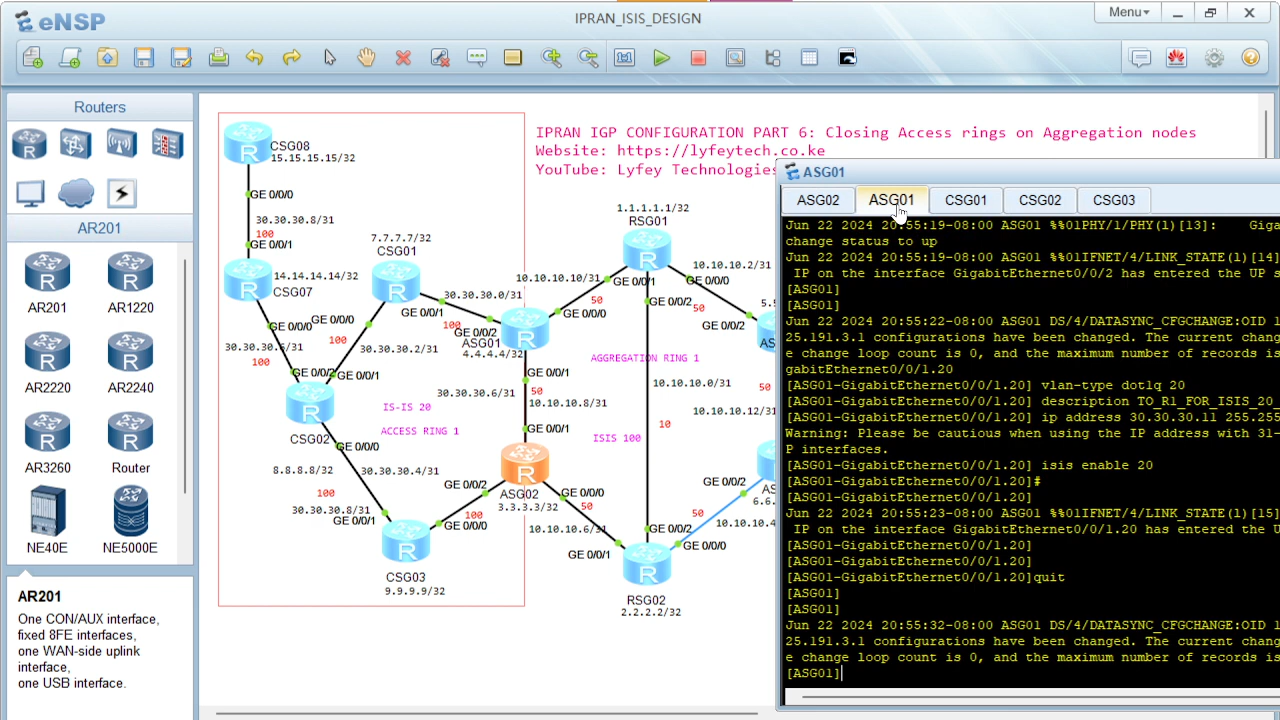 eNSP
IPRAN_ISIS_DESIGN
Menu
Routers
AR201
AR201
AR1220
AR2220
AR2240
AR3260
Router
NE40E
NE5000E
AR201
One CON/AUX interface,
fixed 8FE interfaces,
one WAN-side uplink
interface,
one USB interface.
IPRAN IGP CONFIGURATION PART 6: Closing Access rings on Aggregation nodes
Website: https://lyfeytech.co.ke
YouTube: Lyfey Technologies
CSG08
15.15.15.15/32
GE 0/0/0
30.30.30.8/31
100
GE 0/0/1
14.14.14.14/32
CSG07
GE 0/0/0
30.30.30.6/31
100
GE 0/0/2
7.7.7.7/32
CSG01
GE 0/0/1
GE 0/0/0
100
30.30.30.2/31
GE 0/0/1
30.30.30.0/31
100
GE 0/0/2
ASG01
4.4.4.4/32
CSG02
8.8.8.8/32
GE 0/0/0
30.30.30.4/31
100
30.30.30.8/31
GE 0/0/1
IS-IS 20
ACCESS RING 1
CSG03
9.9.9.9/32
GE 0/0/0
100
GE 0/0/2
ASG02
3.3.3.3/32
GE 0/0/1
50
30.30.30.6/31
10.10.10.8/31
GE 0/0/1
1.1.1.1/32
RSG01
10.10.10.10/31
GE 0/0/1
50
GE 0/0/0
10.10.10.2/31
GE 0/0/0
GE 0/0/2
50
GE 0/0/2
AGGREGATION RING 1
10.10.10.0/31
50
10.10.10.12/31
10
ISIS 100
GE 0/0/0
50
10.10.10.6/31
GE 0/0/1
GE 0/0/2
GE 0/0/2
50
10.10.10.4
GE 0/0/0
RSG02
2.2.2.2/32
ASG01
ASG02
ASG01
CSG01
CSG02
CSG03
Jun 22 2024 20:55:19-08:00 ASG01 %%01PHY/1/PHY(1)[13]: Giga
change status to up
Jun 22 2024 20:55:19-08:00 ASG01 %%01IFNET/4/LINK_STATE(1)[14]
IP on the interface GigabitEthernet0/0/2 has entered the UP s
[ASG01]
[ASG01]
Jun 22 2024 20:55:22-08:00 ASG01 DS/4/DATASYNC_CFGCHANGE:OID 1
25.191.3.1 configurations have been changed. The current chang
e change loop count is 0, and the maximum number of records is
gabitEthernet0/0/1.20
[ASG01-GigabitEthernet0/0/1.20] vlan-type dot1q 20
[ASG01-GigabitEthernet0/0/1.20] description TO_R1_FOR_ISIS_20
[ASG01-GigabitEthernet0/0/1.20] ip address 30.30.30.11 255.255
Warning: Please be cautious when using the IP address with 31-
P interfaces.
[ASG01-GigabitEthernet0/0/1.20] isis enable 20
[ASG01-GigabitEthernet0/0/1.20]#
[ASG01-GigabitEthernet0/0/1.20]
Jun 22 2024 20:55:23-08:00 ASG01 %%01IFNET/4/LINK_STATE(1)[15]
IP on the interface GigabitEthernet0/0/1.20 has entered the U
[ASG01-GigabitEthernet0/0/1.20]
[ASG01-GigabitEthernet0/0/1.20]
[ASG01-GigabitEthernet0/0/1.20]quit
[ASG01]
[ASG01]
Jun 22 2024 20:55:32-08:00 ASG01 DS/4/DATASYNC_CFGCHANGE:OID 1
25.191.3.1 configurations have been changed. The current chang
e change loop count is 0, and the maximum number of records is
[ASG01]